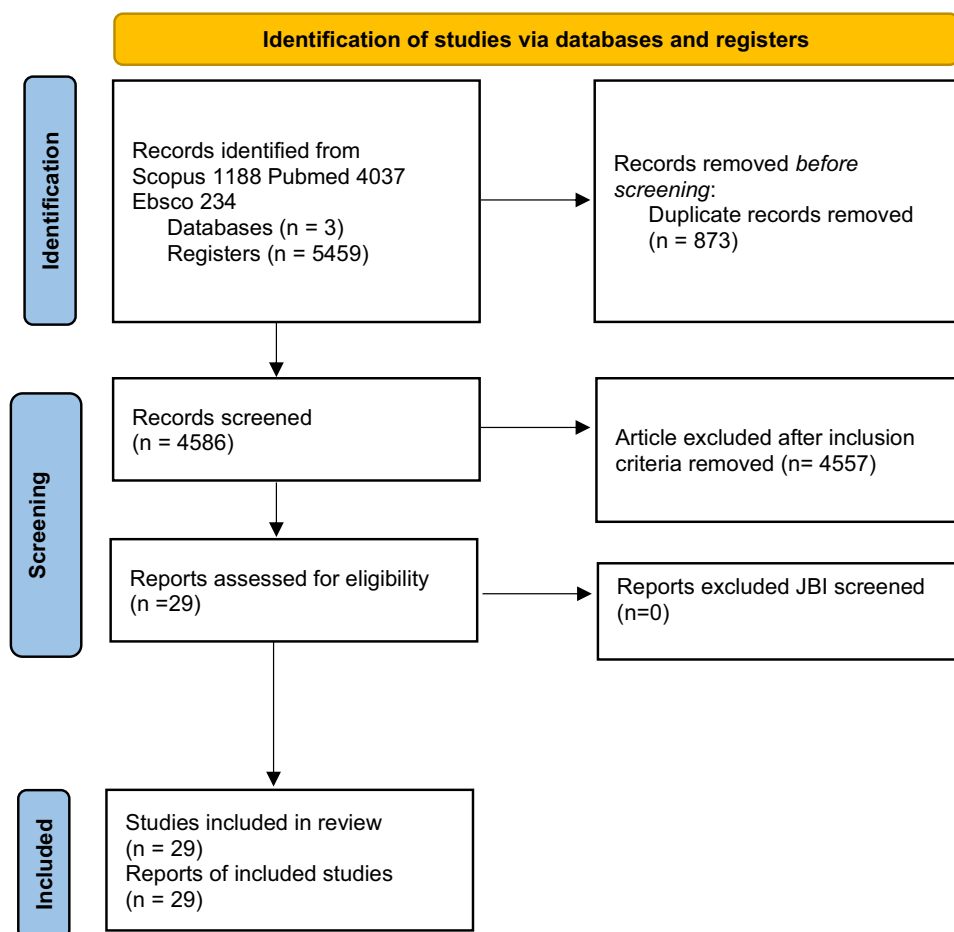 Identification of studies via databases and registers
Identification
Records identified from
Scopus 1188 Pubmed 4037
Ebsco 234
Databases (n = 3)
Registers (n = 5459)
Records removed before
screening:
Duplicate records removed
(n = 873)
Screening
Records screened
(n = 4586)
Article excluded after inclusion
criteria removed (n= 4557)
Reports assessed for eligibility
(n =29)
Reports excluded JBI screened
(n=0)
Included
Studies included in review
(n = 29)
Reports of included studies
(n = 29)